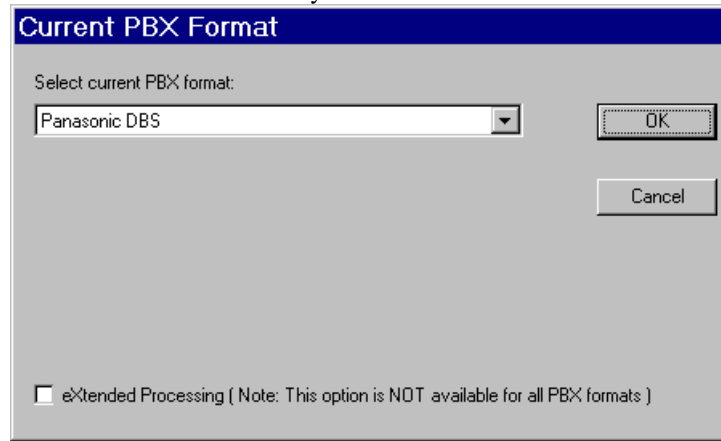 Current PBX Format
Select current PBX format:
Panasonic DBS
OK
Cancel
eXtended Processing ( Note: This option is NOT available for all PBX formats )